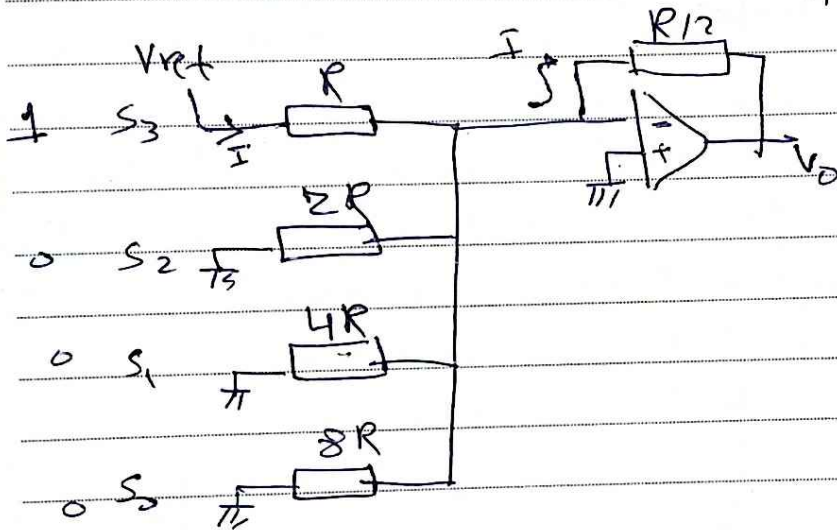 I R/2
Vref R
1 S3 I - + Vo
2R
0 S2
4R
0 S1
8R
0 S0